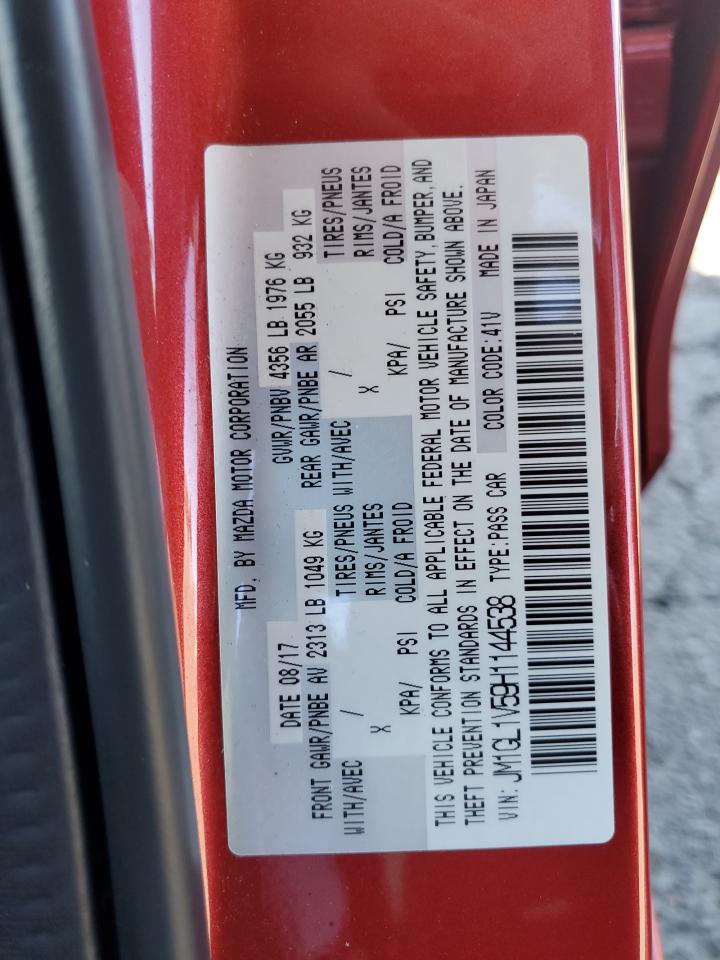 MFD. BY MAZDA MOTOR CORPORATION
DATE 08/17 GVWR/PNBV 4356 LB 1976 KG
FRONT GAWR/PNBE AV 2313 LB 1049 KG REAR GAWR/PNBE AR 2055 LB 932 KG
WITH/AVEC / TIRES/PNEUS WITH/AVEC / TIRES/PNEUS
X RIMS/JANTES X RIMS/JANTES
KPA/ PSI COLD/A FROID KPA/ PSI COLD/A FROID
THIS VEHICLE CONFORMS TO ALL APPLICABLE FEDERAL MOTOR VEHICLE SAFETY, BUMPER, AND
THEFT PREVENTION STANDARDS IN EFFECT ON THE DATE OF MANUFACTURE SHOWN ABOVE.
VIN: JM1GL1V59H1144538 TYPE:PASS CAR COLOR CODE:41V MADE IN JAPAN